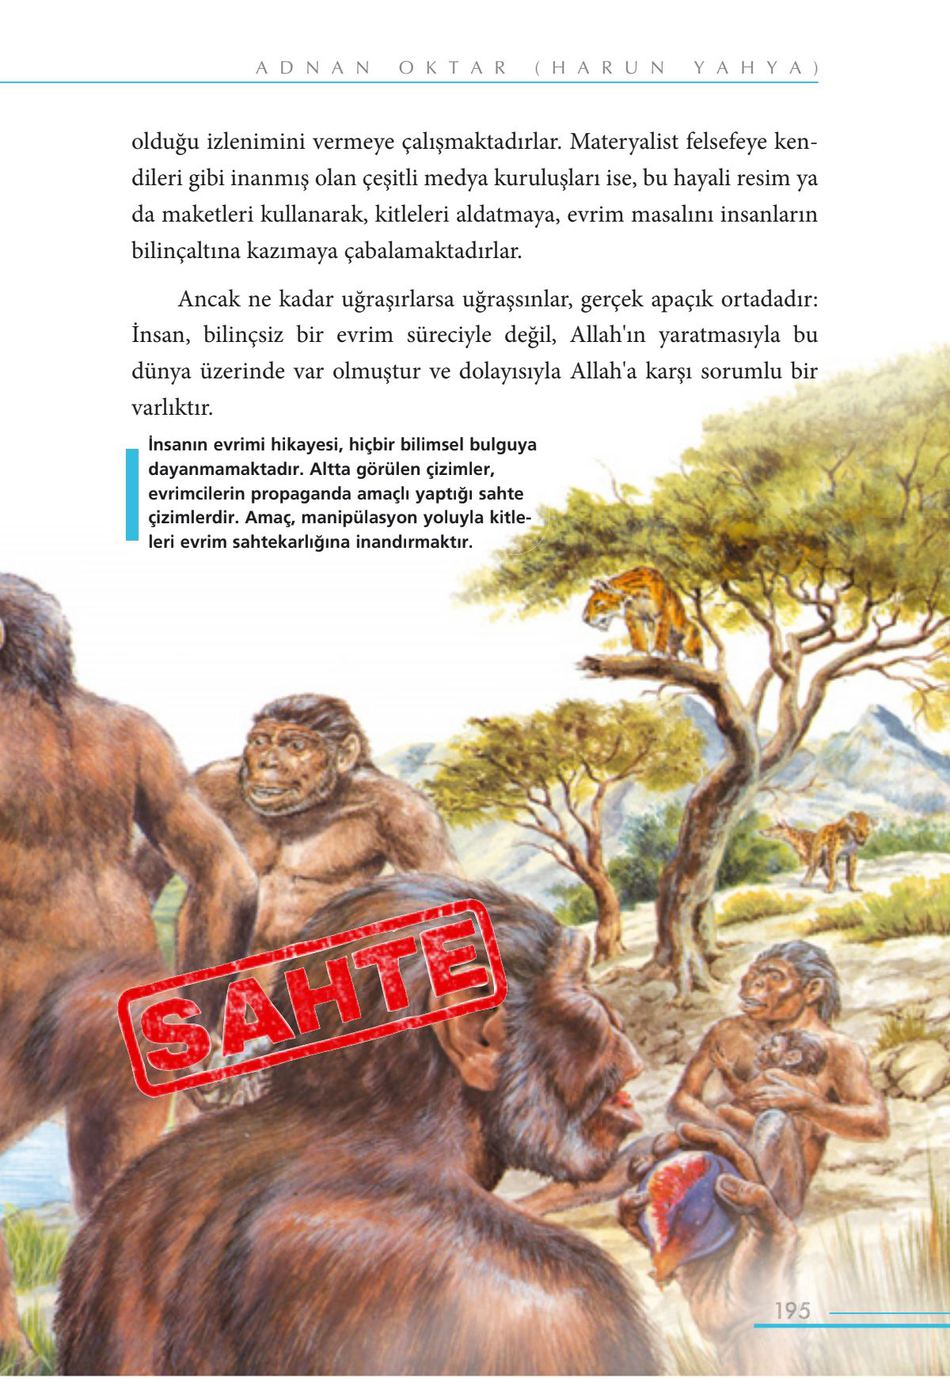 ADNAN OKTAR (HARUN YAHYA)
olduğu izlenimini vermeye çalışmaktadırlar. Materyalist felsefeye ken-
dileri gibi inanmış olan çeşitli medya kuruluşları ise, bu hayali resim ya
da maketleri kullanarak, kitleleri aldatmaya, evrim masalını insanların
bilinçaltına kazımaya çabalamaktadırlar.
Ancak ne kadar uğraşırlarsa uğraşsınlar, gerçek apaçık ortadadır:
İnsan, bilinçsiz bir evrim süreciyle değil, Allah'ın yaratmasıyla bu
dünya üzerinde var olmuştur ve dolayısıyla Allah'a karşı sorumlu bir
varlıktır.
İnsanın evrimi hikayesi, hiçbir bilimsel bulguya
dayanmamaktadır. Altta görülen çizimler,
evrimcilerin propaganda amaçlı yaptığı sahte
çizimlerdir. Amaç, manipülasyon yoluyla kitle-
leri evrim sahtekarlığına inandırmaktır.
SAHTE
195